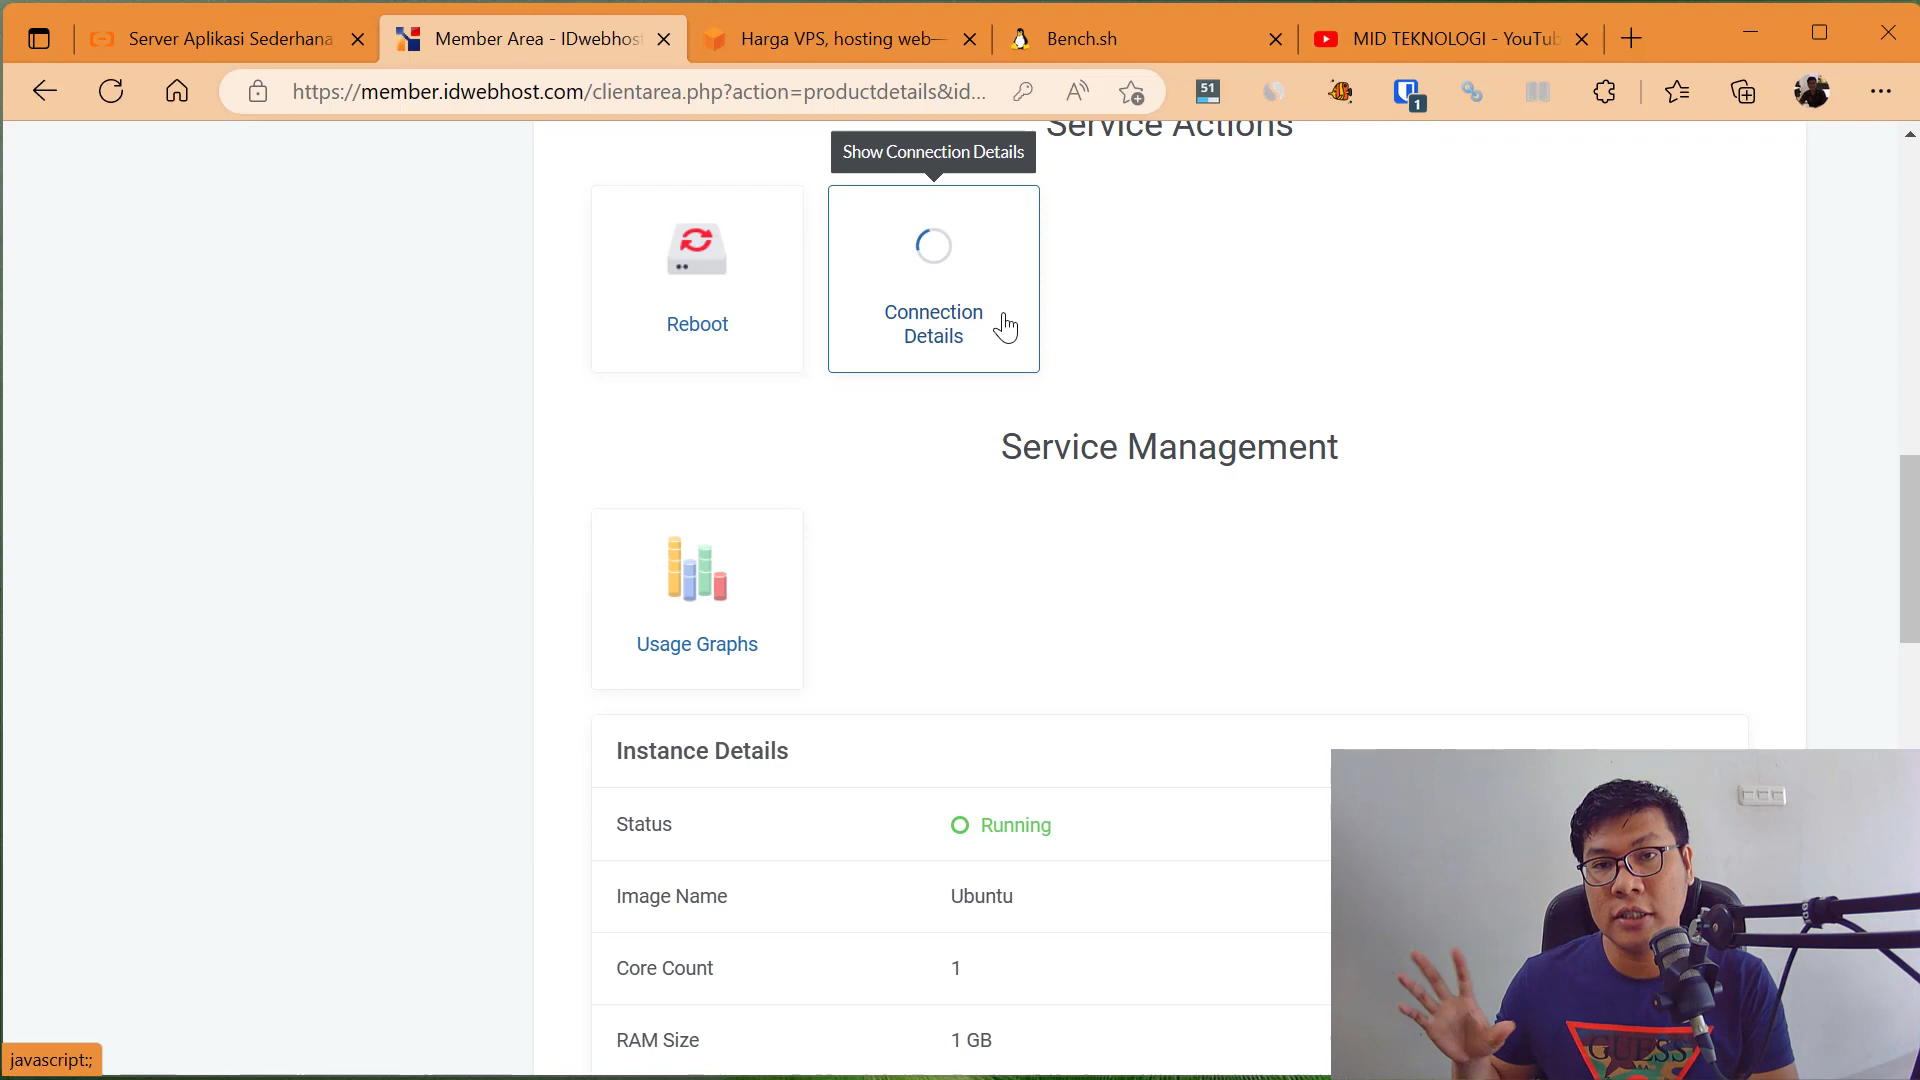 Server Aplikasi Sederhana
Member Area - IDwebhost
Harga VPS, hosting web—
Bench.sh
MID TEKNOLOGI - YouTub
https://member.idwebhost.com/clientarea.php?action=productdetails&id...
51
1
Service Actions
Show Connection Details
Reboot
Connection
Details
Service Management
Usage Graphs
Instance Details
Status
Running
Image Name
Ubuntu
Core Count
1
RAM Size
1 GB
javascript:;
GUESS